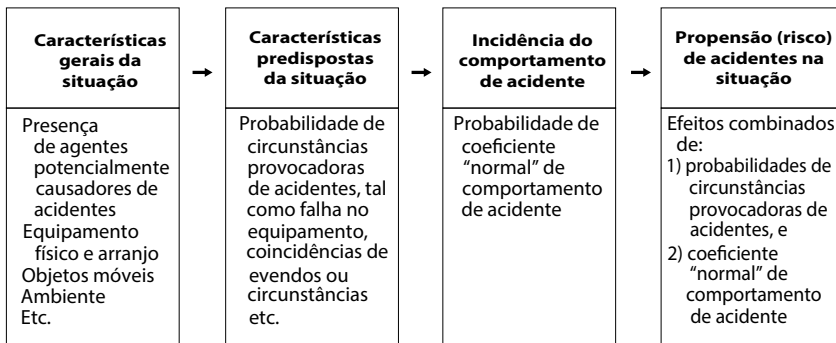 Características
gerais da
situação
Presença
de agentes
potencialmente
causadores de
acidentes
Equipamento
físico e arranjo
Objetos móveis
Ambiente
Etc.
Características
predispostas
da situação
Probabilidade de
circunstâncias
provocadoras
de acidentes, tal
como falha no
equipamento,
coincidências de
evendos ou
circunstâncias
etc.
Incidência do
comportamento
de acidente
Probabilidade de
coeficiente
“normal” de
comportamento
de acidente
Propensão (risco)
de acidentes na
situação
Efeitos combinados
de:
1) probabilidades de
circunstâncias
provocadoras de
acidentes, e
2) coeficiente
“normal” de
comportamento
de acidente